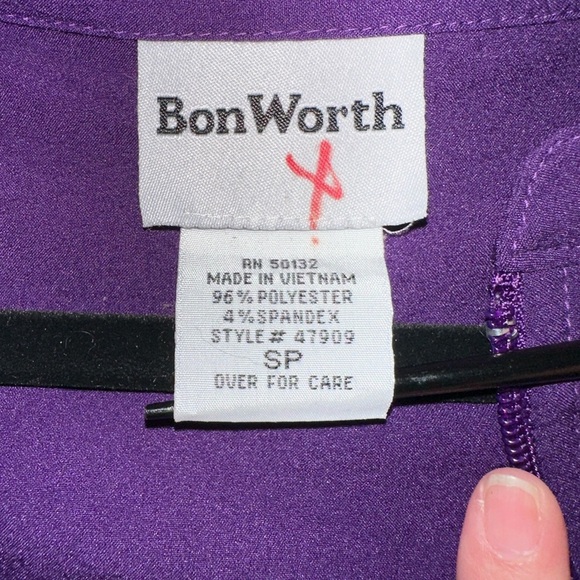 BonWorth
RN 50132
MADE IN VIETNAM
96% POLYESTER
4% SPANDEX
STYLE# 47909
SP
OVER FOR CARE